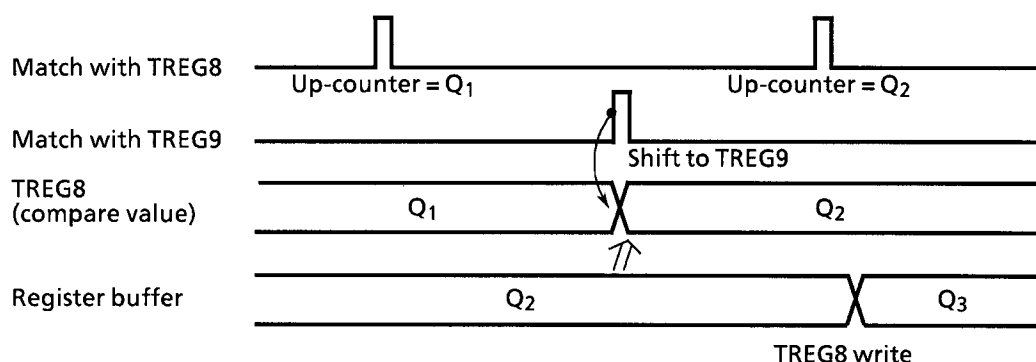 Match with TREG8
Up-counter = Q1
Up-counter = Q2
Match with TREG9
Shift to TREG9
TREG8
(compare value)
Q1
Q2
Register buffer
Q2
Q3
TREG8 write